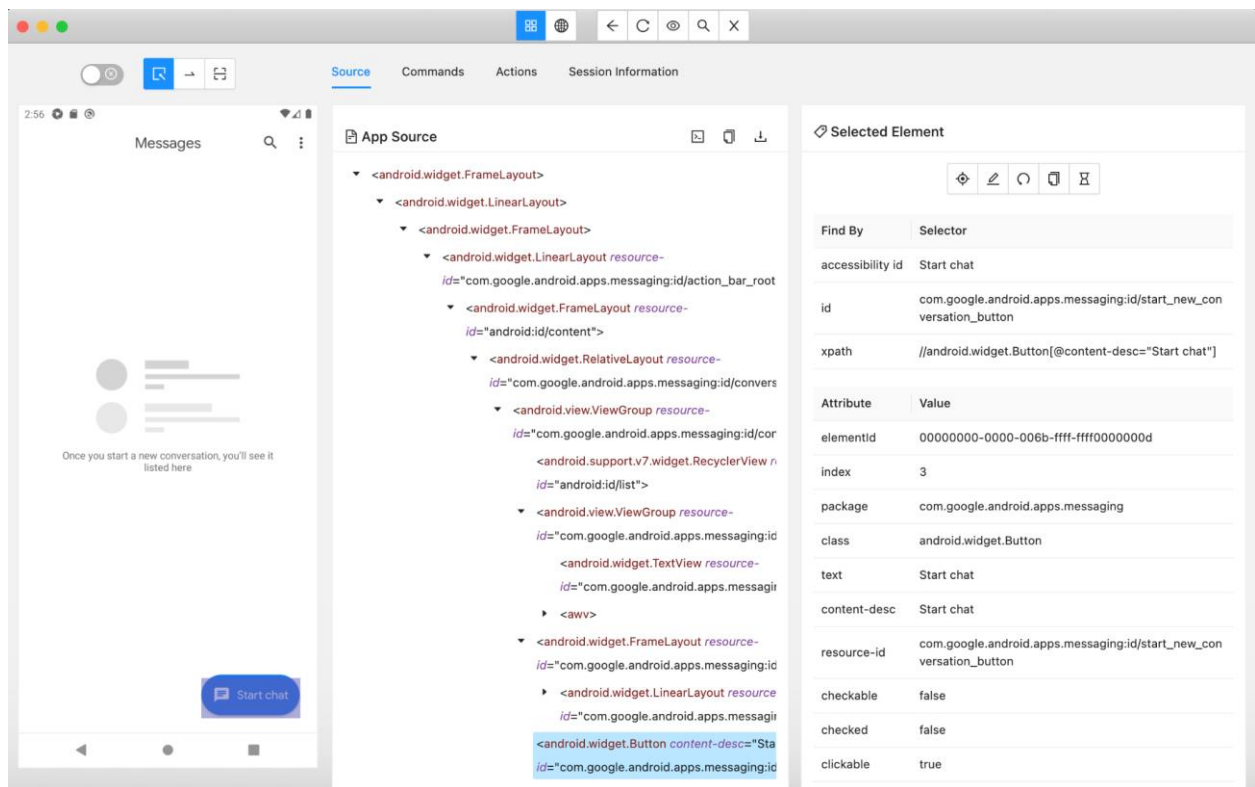 Source Commands Actions Session Information
2:56
Messages
Once you start a new conversation, you'll see it
listed here
Start chat
App Source
<android.widget.FrameLayout>
<android.widget.LinearLayout>
<android.widget.FrameLayout>
<android.widget.LinearLayout resource-
id="com.google.android.apps.messaging:id/action_bar_root
<android.widget.FrameLayout resource-
id="android:id/content">
<android.widget.RelativeLayout resource-
id="com.google.android.apps.messaging:id/convers
<android.view.ViewGroup resource-
id="com.google.android.apps.messaging:id/cor
<android.support.v7.widget.RecyclerView r
id="android:id/list">
<android.view.ViewGroup resource-
id="com.google.android.apps.messaging:id
<android.widget.TextView resource-
id="com.google.android.apps.messagir
<awv>
<android.widget.FrameLayout resource-
id="com.google.android.apps.messaging:id
<android.widget.LinearLayout resource
id="com.google.android.apps.messagir
<android.widget.Button content-desc="Sta
id="com.google.android.apps.messaging:id
Selected Element
Find By Selector
accessibility id Start chat
id com.google.android.apps.messaging:id/start_new_con
versation_button
xpath //android.widget.Button[@content-desc="Start chat"]
Attribute Value
elementId 00000000-0000-006b-ffff-ffff0000000d
index 3
package com.google.android.apps.messaging
class android.widget.Button
text Start chat
content-desc Start chat
resource-id com.google.android.apps.messaging:id/start_new_con
versation_button
checkable false
checked false
clickable true